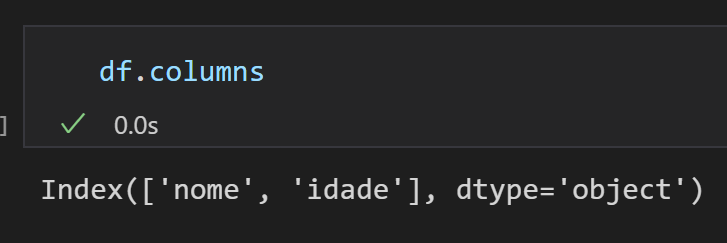 df.columns
]
0.0s
Index(['nome', 'idade'], dtype='object')